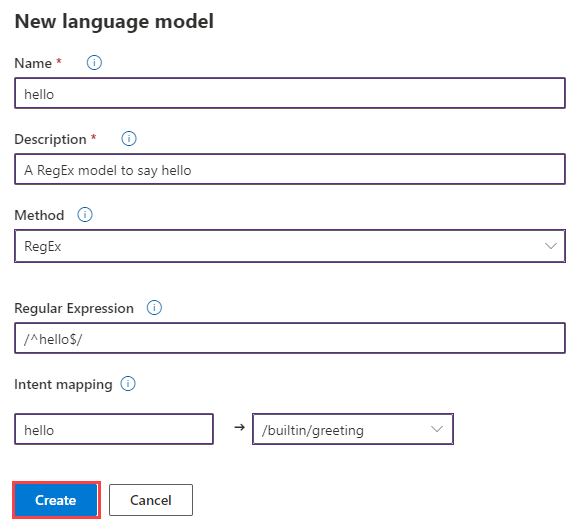 New language model
Name *
hello
Description *
A RegEx model to say hello
Method
RegEx
Regular Expression
/^hello$/
Intent mapping
hello → /builtin/greeting
Create Cancel